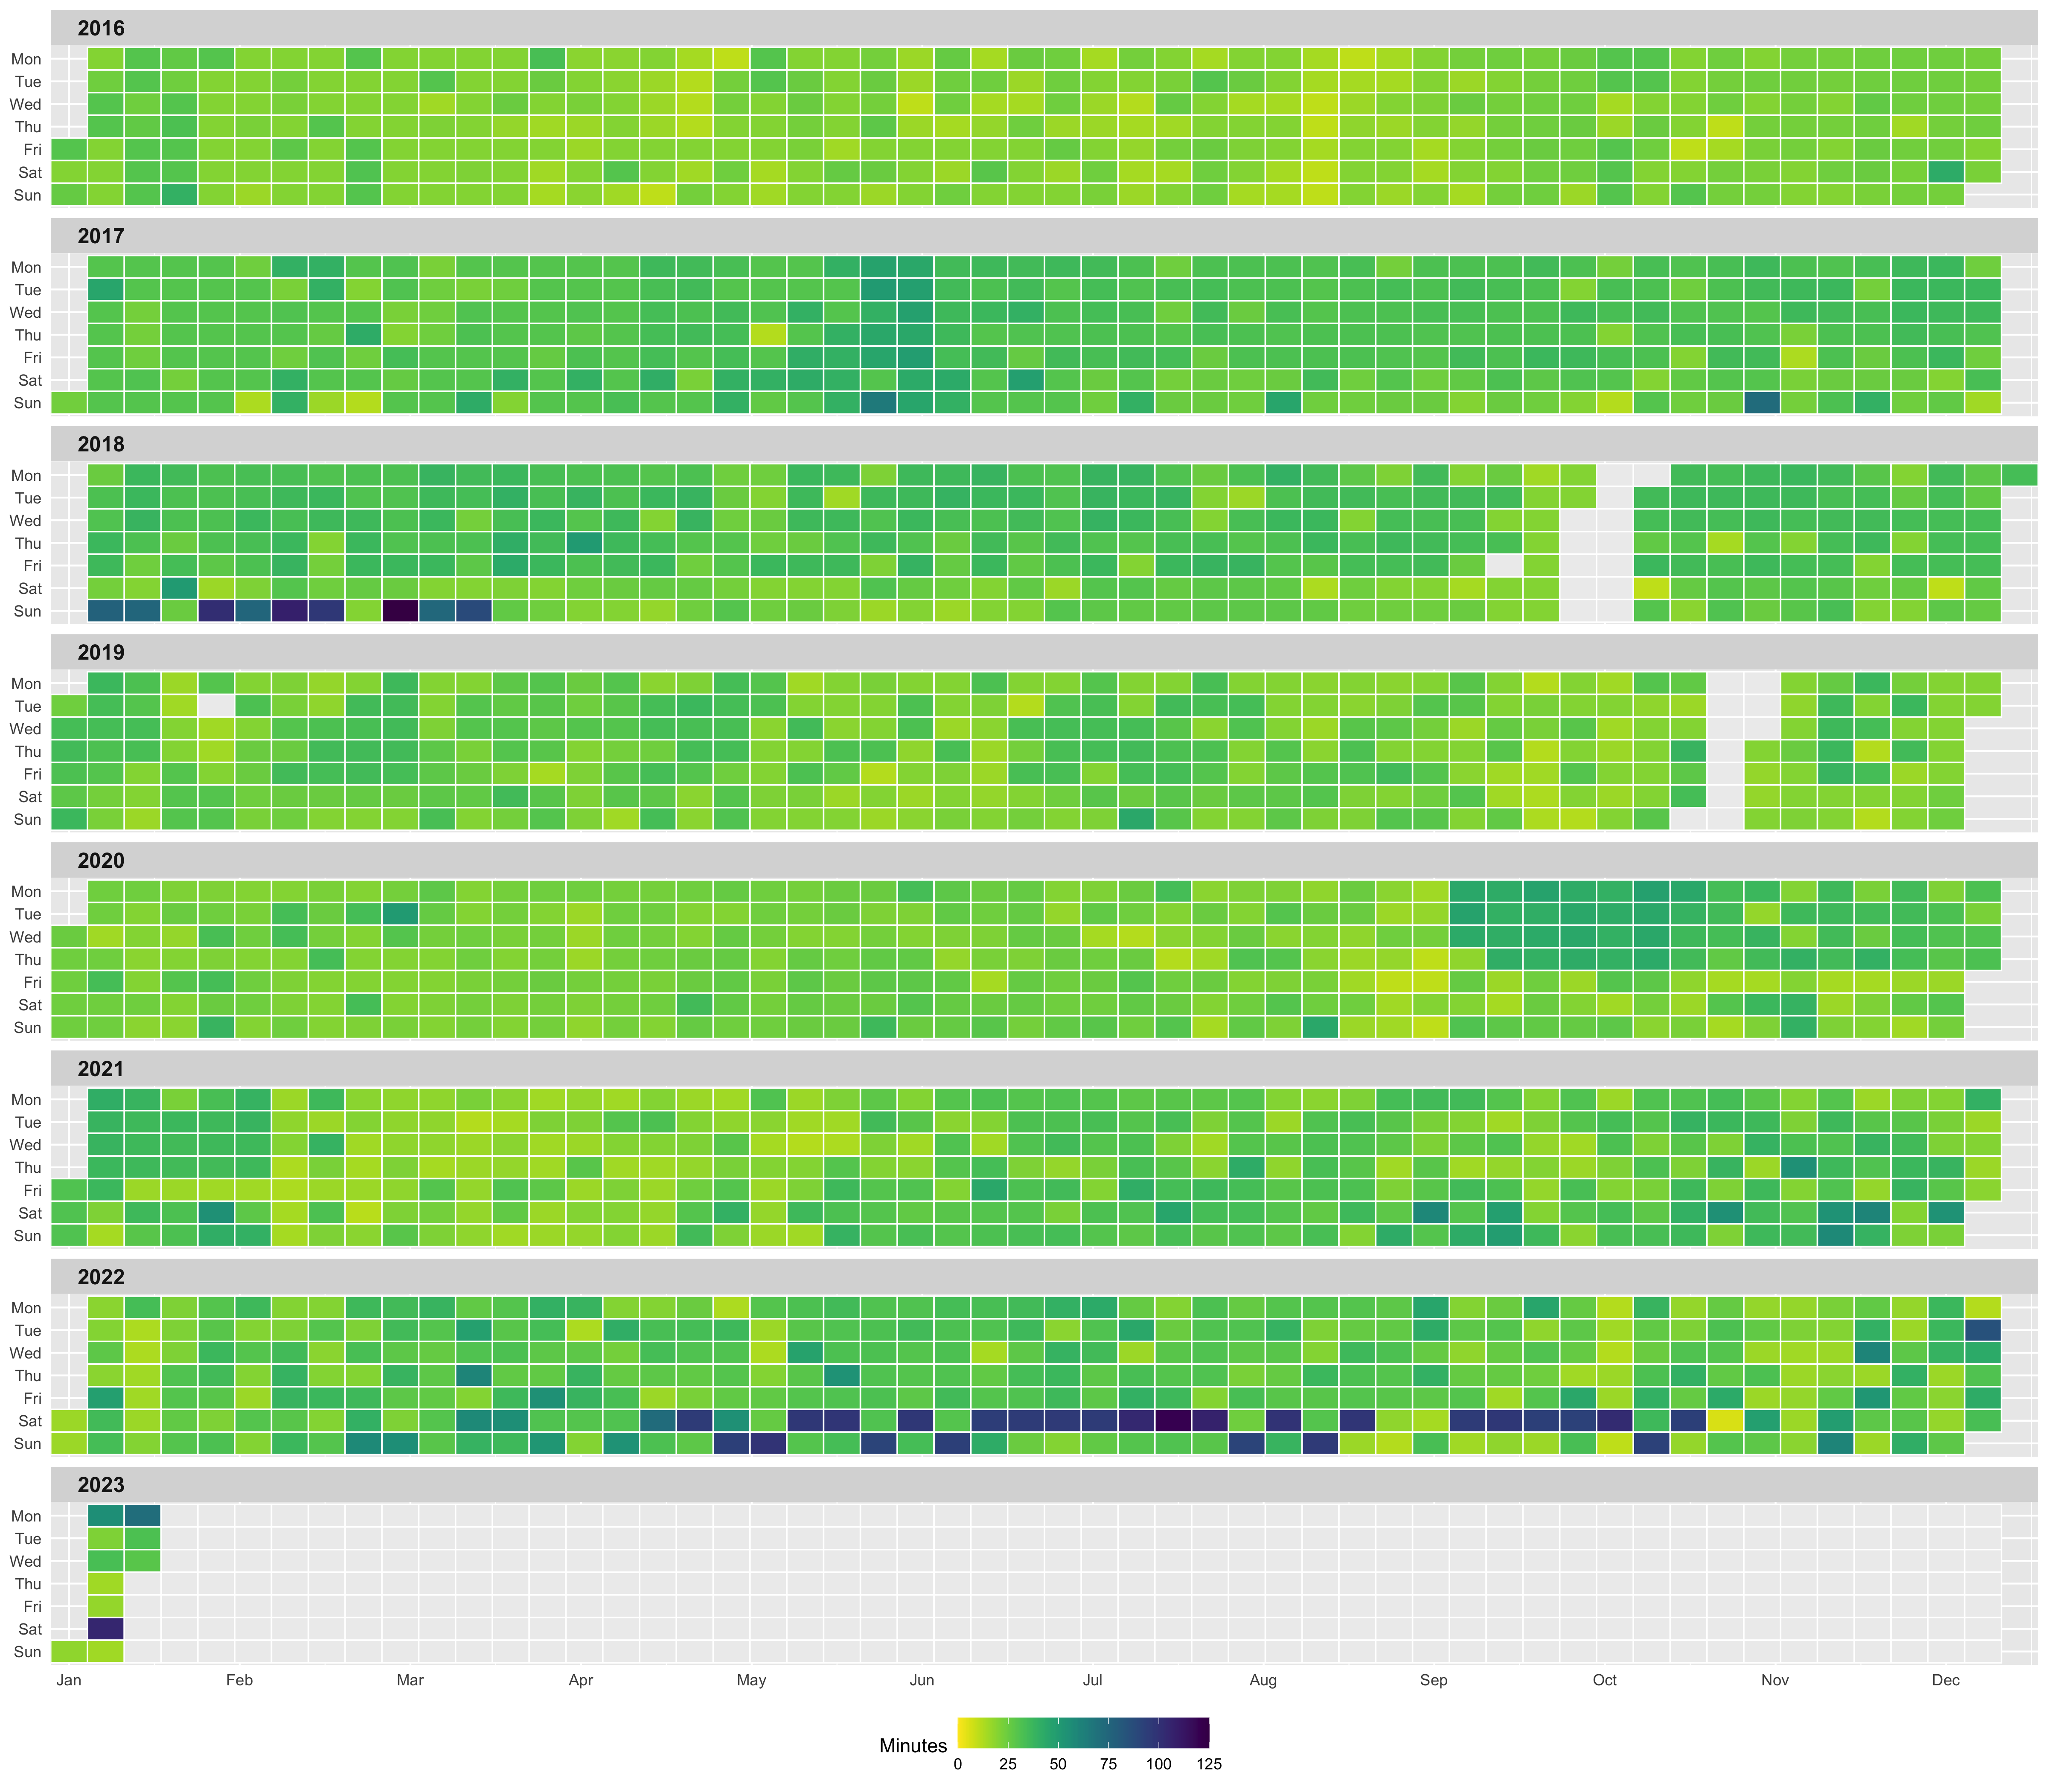 2016
Mon
Tue
Wed
Thu
Fri
Sat
Sun
2017
Mon
Tue
Wed
Thu
Fri
Sat
Sun
2018
Mon
Tue
Wed
Thu
Fri
Sat
Sun
2019
Mon
Tue
Wed
Thu
Fri
Sat
Sun
2020
Mon
Tue
Wed
Thu
Fri
Sat
Sun
2021
Mon
Tue
Wed
Thu
Fri
Sat
Sun
2022
Mon
Tue
Wed
Thu
Fri
Sat
Sun
2023
Mon
Tue
Wed
Thu
Fri
Sat
Sun
Jan Feb Mar Apr May Jun Jul Aug Sep Oct Nov Dec
Minutes
0 25 50 75 100 125